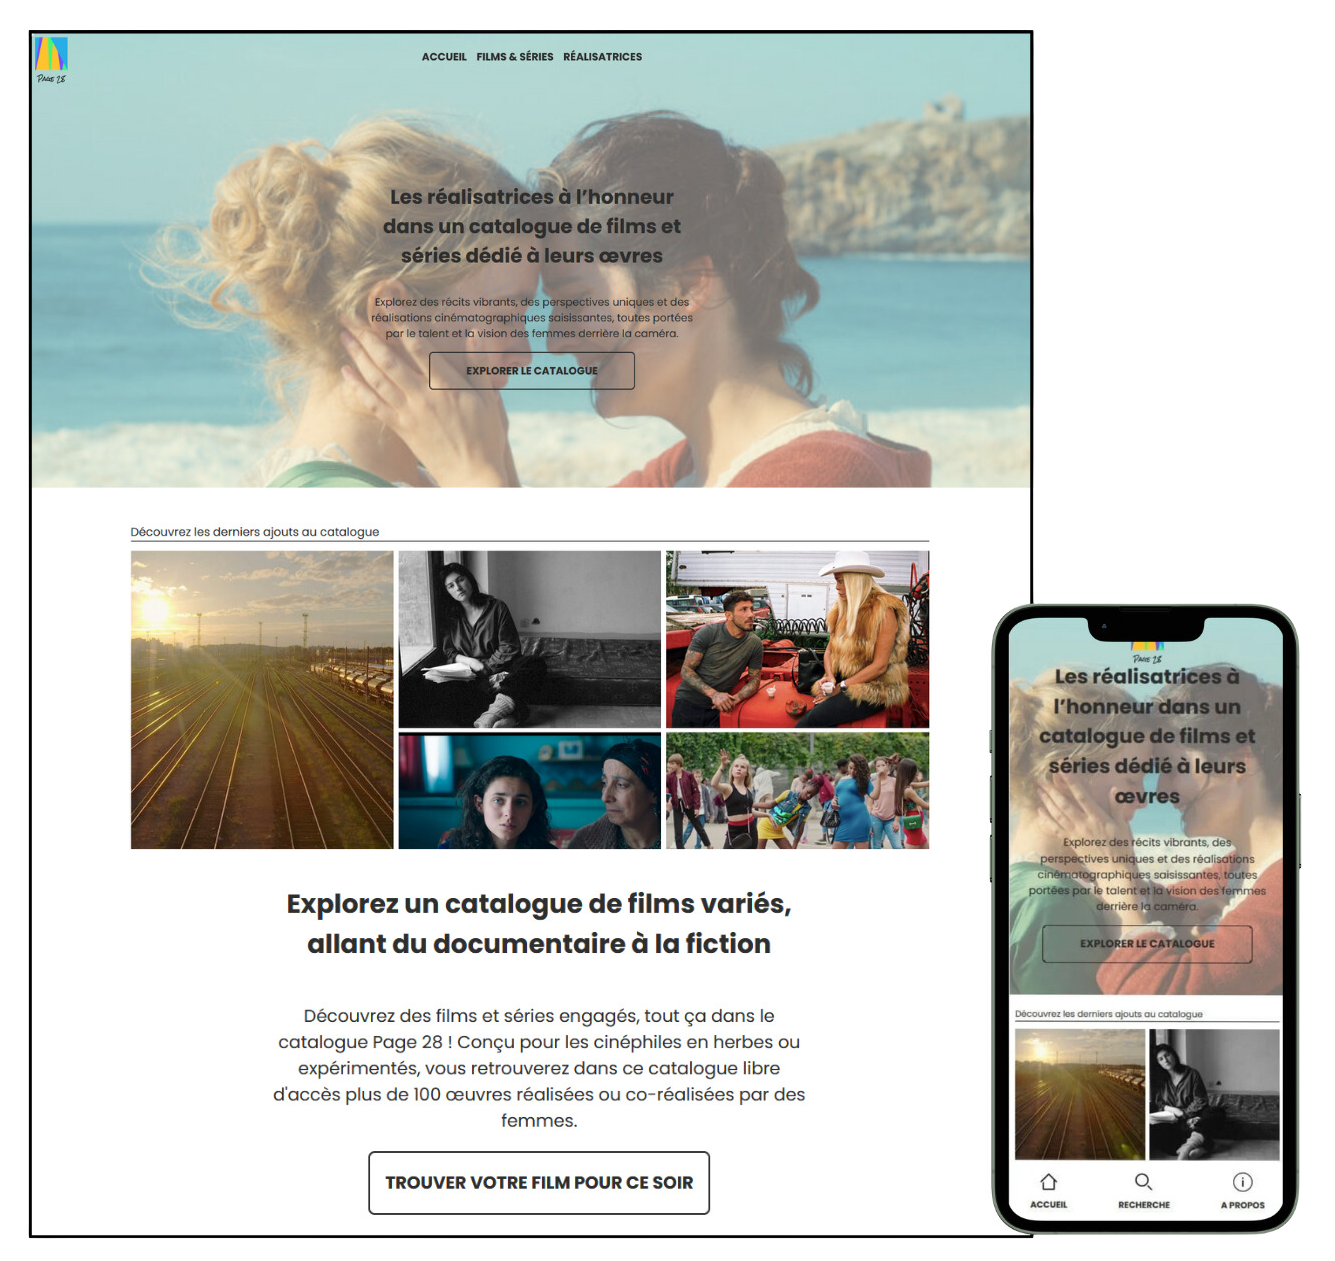 Page 28
ACCUEIL FILMS & SÉRIES RÉALISATRICES
Les réalisatrices à l’honneur
dans un catalogue de films et
séries dédié à leurs œvres
Explorez des récits vibrants, des perspectives uniques et des
réalisations cinématographiques saisissantes, toutes portées
par le talent et la vision des femmes derrière la caméra.
EXPLORER LE CATALOGUE
Découvrez les derniers ajouts au catalogue
Explorez un catalogue de films variés,
allant du documentaire à la fiction
Découvrez des films et séries engagés, tout ça dans le
catalogue Page 28 ! Conçu pour les cinéphiles en herbes ou
expérimentés, vous retrouverez dans ce catalogue libre
d'accès plus de 100 œuvres réalisées ou co-réalisées par des
femmes.
TROUVER VOTRE FILM POUR CE SOIR
Page 28
Les réalisatrices à
l’honneur dans un
catalogue de films et
séries dédié à leurs
œvres
Explorez des récits vibrants, des
perspectives uniques et des réalisations
cinématographiques saisissantes, toutes
portées par le talent et la vision des femmes
derrière la caméra.
EXPLORER LE CATALOGUE
Découvrez les derniers ajouts au catalogue
ACCUEIL RECHERCHE A PROPOS